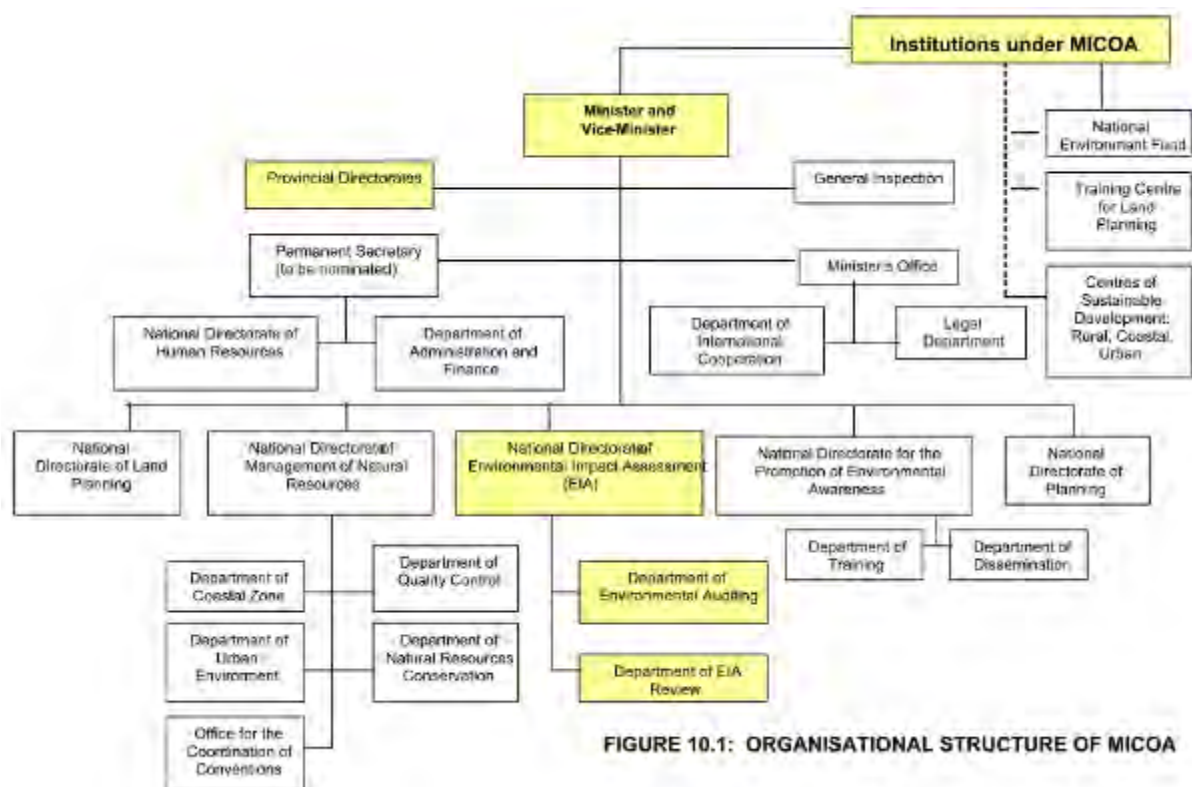 Institutions under MICOA
Minister and
Vice-Minister
National
Environment Fund
Provincial Directorates
General Inspection
Training Centre
for Land
Planning
Permanent Secretary
(to be nominated)
Minister's Office
Centres of
Sustainable
Development:
Rural, Coastal,
Urban
National Directorate of
Human Resources
Department of
Administration and
Finance
Department of
International
Cooperation
Legal
Department
National
Directorate of Land
Planning
National Directorate of
Management of Natural
Resources
National Directorate of
Environmental Impact Assessment
(EIA)
National Directorate for the
Promotion of Environmental
Awareness
National
Directorate of
Planning
Department of
Training
Department of
Dissemination
Department of
Coastal Zone
Department of
Quality Control
Department of
Environmental Auditing
Department of
Urban
Environment
Department of
Natural Resources
Conservation
Department of EIA
Review
Office for the
Coordination of
Conventions
FIGURE 10.1: ORGANISATIONAL STRUCTURE OF MICOA